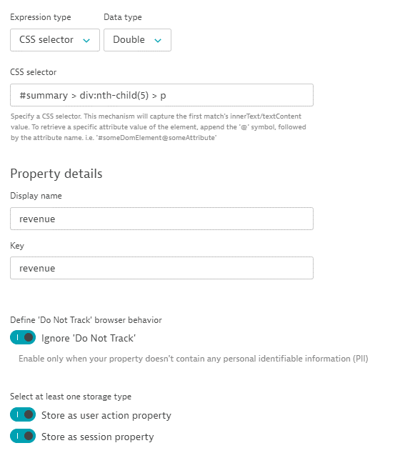 Expression type Data type
CSS selector Double
CSS selector
#summary > div:nth-child(5) > p
Specify a CSS selector. This mechanism will capture the first match's innerText/textContent
value. To retrieve a specific attribute value of the element, append the '@' symbol, followed
by the attribute name. i.e. '#someDomElement@someAttribute'
Property details
Display name
revenue
Key
revenue
Define 'Do Not Track' browser behavior
Ignore 'Do Not Track'
Enable only when your property doesn't contain any personal identifiable information (PII)
Select at least one storage type
Store as user action property
Store as session property